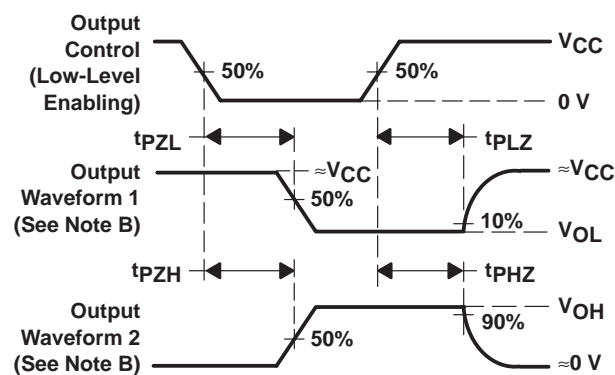 Output
Control
(Low-Level
Enabling)
50%
50%
VCC
0 V
tPZL
tPLZ
Output
Waveform 1
(See Note B)
≈VCC
50%
≈VCC
10%
VOL
tPZH
tPHZ
Output
Waveform 2
(See Note B)
50%
VOH
90%
≈0 V